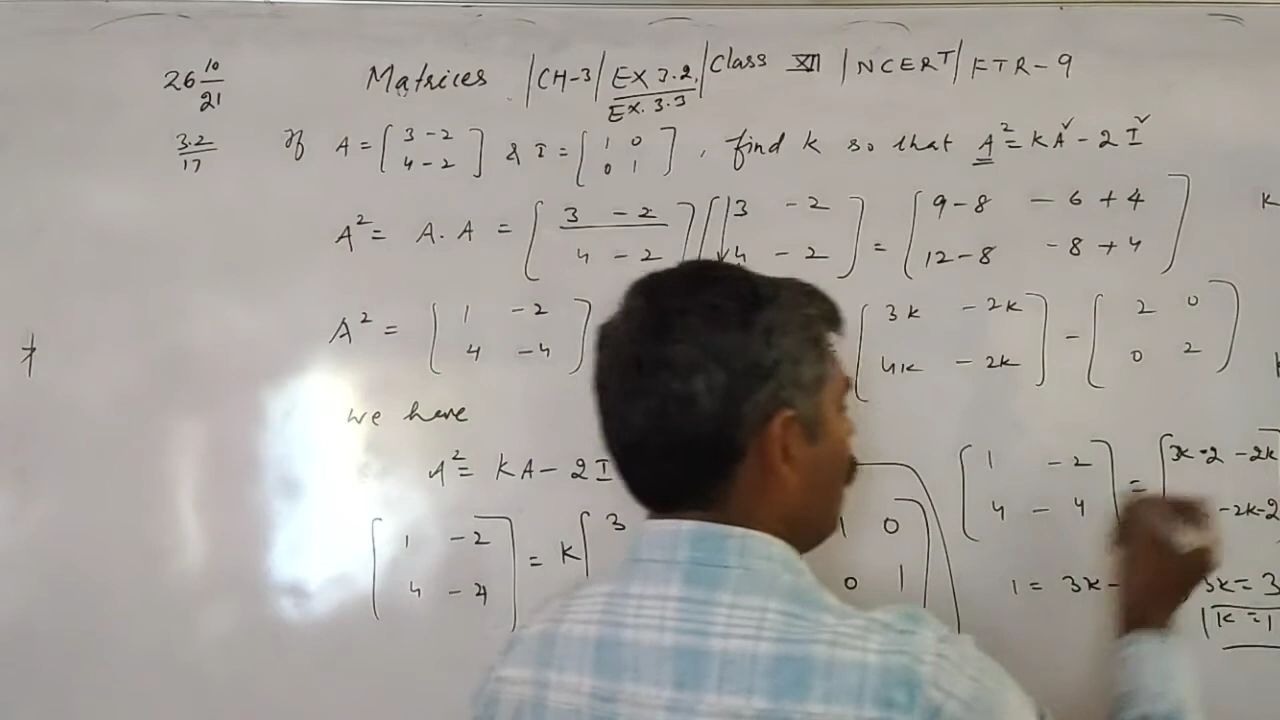 26 10/21 Matrices /CH-3/ EX 3.2, /Class XII /NCERT/ FTR-9
EX. 3.3
3.2/17 If A = [3 -2 & I = [1 0 , find k so that A² = kA - 2I
4 -2] 0 1]
A² = A.A = [3 -2 [3 -2 = [9-8 -6+4
4 -2] 4 -2] 12-8 -8+4]
K
A² = [1 -2 [3k -2k - [2 0
4 -4] 4k -2k] 0 2]
we have
A² = KA - 2I
[1 -2 = [3k-2 -2k
4 -4] -2k-2
[1 -2 = K[3 1 0
4 -4] 0 1]
1 = 3k- 3k = 3
k = 1